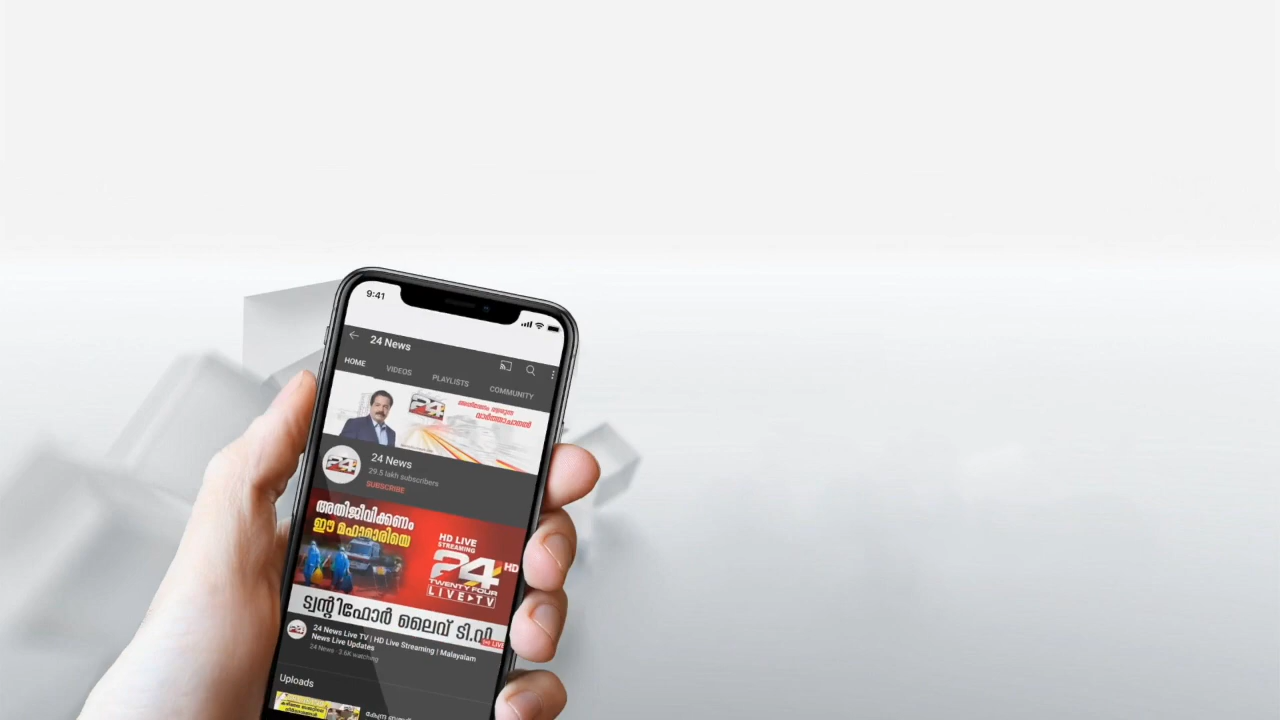 9:41
24 News
HOME VIDEOS PLAYLISTS COMMUNITY
24
24
24 News
29.5 lakh subscribers
SUBSCRIBE
അതിജീവിക്കണം
ഈ മഹാമാരിയെ
HD LIVE
STREAMING
24 HD
TWENTY FOUR
LIVE TV
ട്വന്റിഫോർ ലൈവ് ടി.വി
LIVE
24 News Live TV | HD Live Streaming | Malayalam
News Live Updates
24 News · 3.6K watching
Uploads